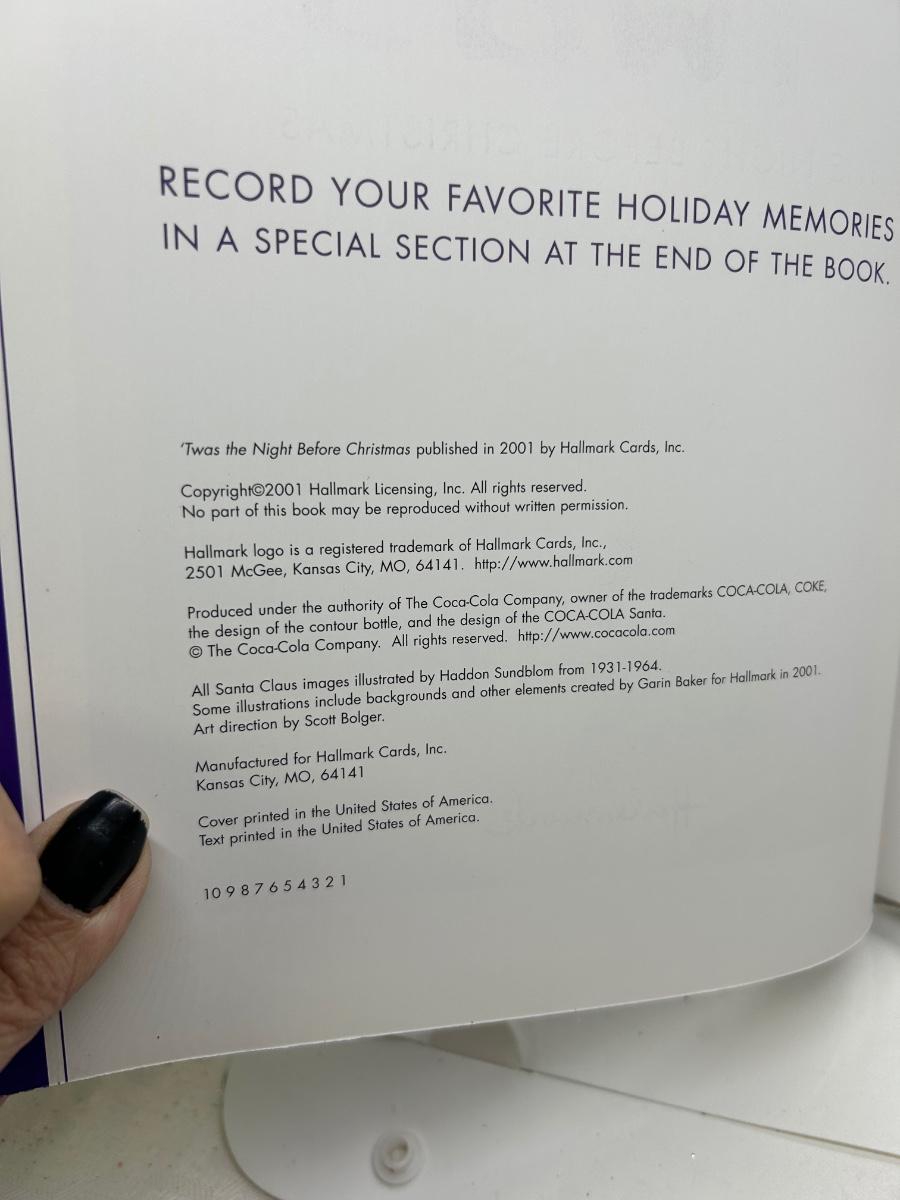 RECORD YOUR FAVORITE HOLIDAY MEMORIES
IN A SPECIAL SECTION AT THE END OF THE BOOK.
'Twas the Night Before Christmas published in 2001 by Hallmark Cards, Inc.
Copyright©2001 Hallmark Licensing, Inc. All rights reserved.
No part of this book may be reproduced without written permission.
Hallmark logo is a registered trademark of Hallmark Cards, Inc.,
2501 McGee, Kansas City, MO, 64141. http://www.hallmark.com
Produced under the authority of The Coca-Cola Company, owner of the trademarks COCA-COLA, COKE,
the design of the contour bottle, and the design of the COCA-COLA Santa.
© The Coca-Cola Company. All rights reserved. http://www.cocacola.com
All Santa Claus images illustrated by Haddon Sundblom from 1931-1964.
Some illustrations include backgrounds and other elements created by Garin Baker for Hallmark in 2001.
Art direction by Scott Bolger.
Manufactured for Hallmark Cards, Inc.
Kansas City, MO, 64141
Cover printed in the United States of America.
Text printed in the United States of America.
10 9 8 7 6 5 4 3 2 1